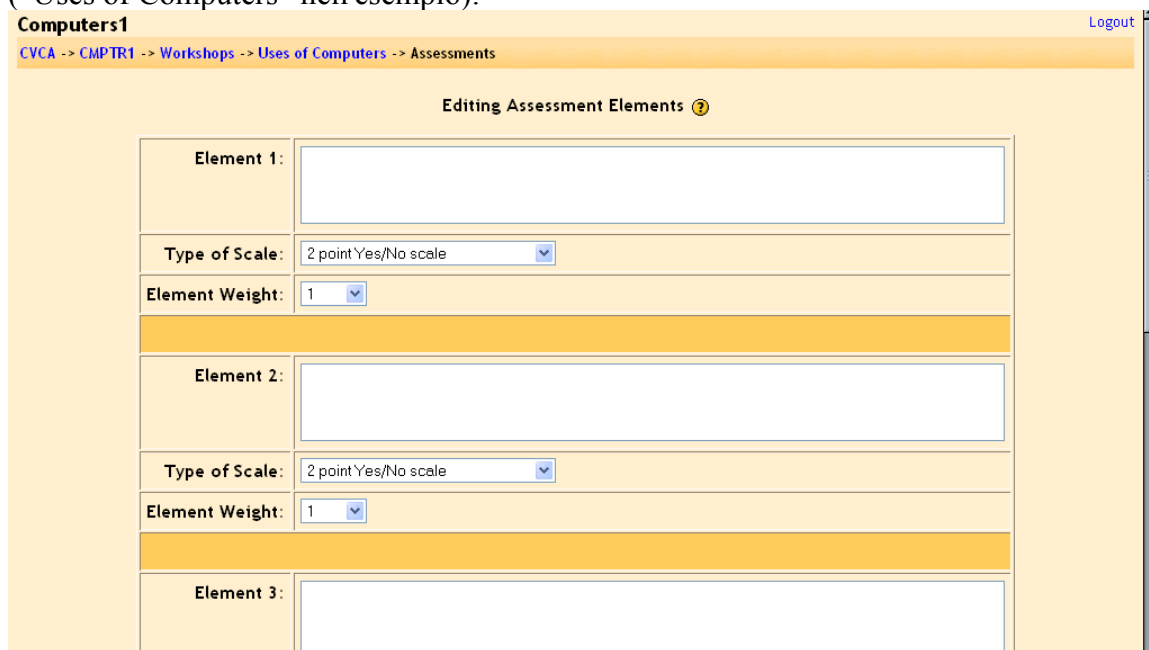 ("Uses of Computers" nell'esempio).
Computers1
Logout
CVCA -> CMPTR1 -> Workshops -> Uses of Computers -> Assessments
Editing Assessment Elements ?
Element 1:
Type of Scale: 2 point Yes/No scale
Element Weight: 1
Element 2:
Type of Scale: 2 point Yes/No scale
Element Weight: 1
Element 3: